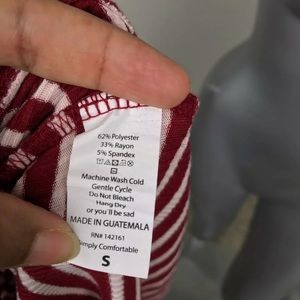 62% Polyester
33% Rayon
5% Spandex
Machine Wash Cold
Gentle Cycle
Do Not Bleach
Hang Dry
or you'll be sad
MADE IN GUATEMALA
RN# 142161
Simply Comfortable
S